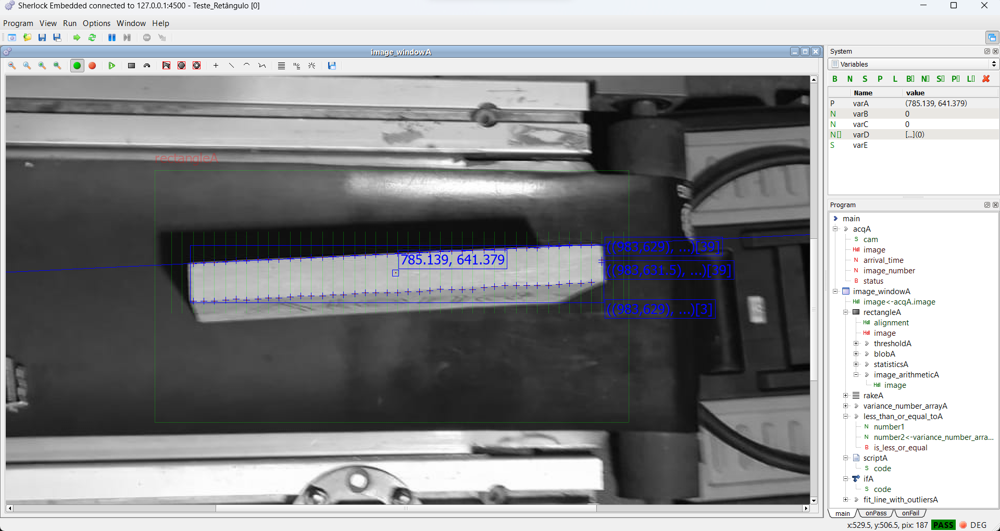 Sherlock Embedded connected to 127.0.0.1:4500 - Teste_Retângulo [0]
Program View Run Options Window Help
image_windowA
System
Variables
B N S P L B[] N[] S[] P[] L[]
Name value
P varA (785.139, 641.379)
N varB 0
N varC 0
N[] varD [...](0)
S varE
rectangleA
785.139, 641.379
((983,629), ...)[39]
((983,631.5), ...)[39]
((983,629), ...)[3]
Program
main
acqA
S cam
Hdl image
N arrival_time
N image_number
B status
image_windowA
Hdl image<-acqA.image
rectangleA
Hdl alignment
Hdl image
thresholdA
blobA
statisticsA
image_arithmeticA
Hdl image
rakeA
variance_number_arrayA
less_than_or_equal_toA
N number1
N number2<-variance_number_arra...
B is_less_or_equal
scriptA
S code
ifA
S code
fit_line_with_outliersA
main onPass onFail
x:529.5, y:506.5, pix: 187 PASS DEG